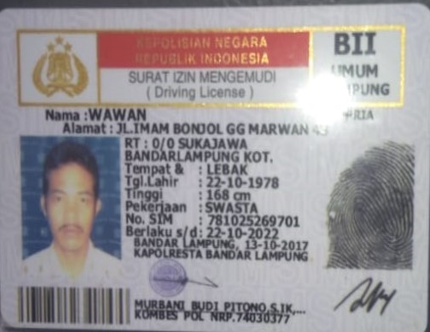 KEPOLISIAN NEGARA
REPUBLIK INDONESIA
SURAT IZIN MENGEMUDI
( Driving License )
BII
UMUM
Nama : WAWAN
PRIA
Alamat : JL.IMAM BONJOL GG MARWAN
RT : 0/0 SUKAJAWA
BANDARLAMPUNG KOT.
Tempat & : LEBAK
Tgl.Lahir : 22-10-1978
Tinggi : 168 cm
Pekerjaan : SWASTA
No. SIM : 781025269701
Berlaku s/d : 22-10-2022
BANDAR LAMPUNG, 13-10-2017
KAPOLRESTA BANDAR LAMPUNG
MURBANI BUDI PITONO S.IK,...
KOMBES POL NRP.74030377